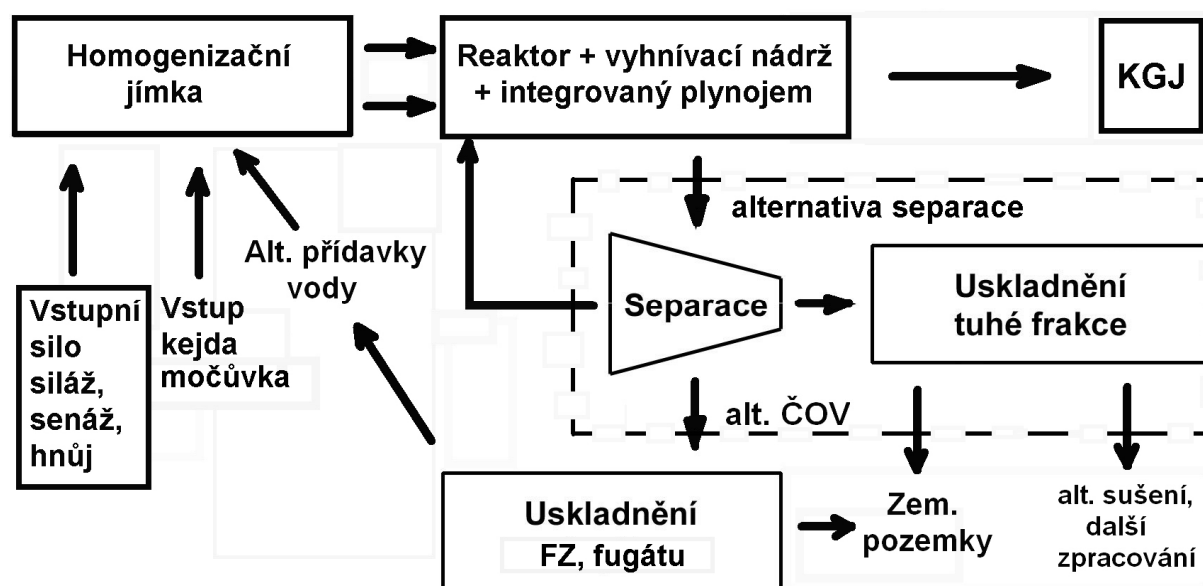 Homogenizační
jímka
Reaktor + vyhnívací nádrž
+ integrovaný plynojem
KGJ
alternativa separace
Alt. přídavky
vody
Vstupní
silo
siláž,
senáž,
hnůj
Vstup
kejda
močůvka
Separace
Uskladnění
tuhé frakce
alt. ČOV
Uskladnění
FZ, fugátu
Zem.
pozemky
alt. sušení,
další
zpracování